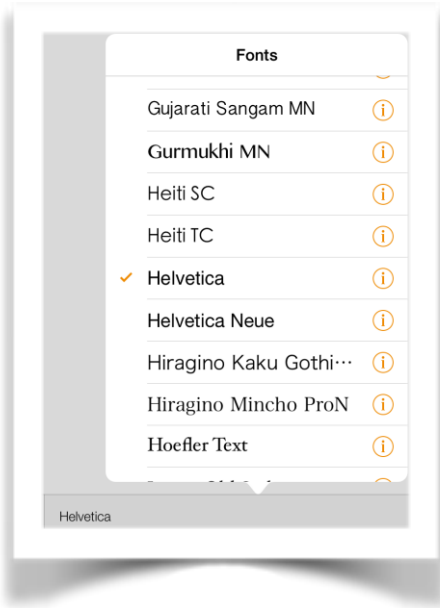 Fonts
Gujarati Sangam MN
Gurmukhi MN
Heiti SC
Heiti TC
Helvetica
Helvetica Neue
Hiragino Kaku Gothi…
Hiragino Mincho ProN
Hoefler Text
Helvetica